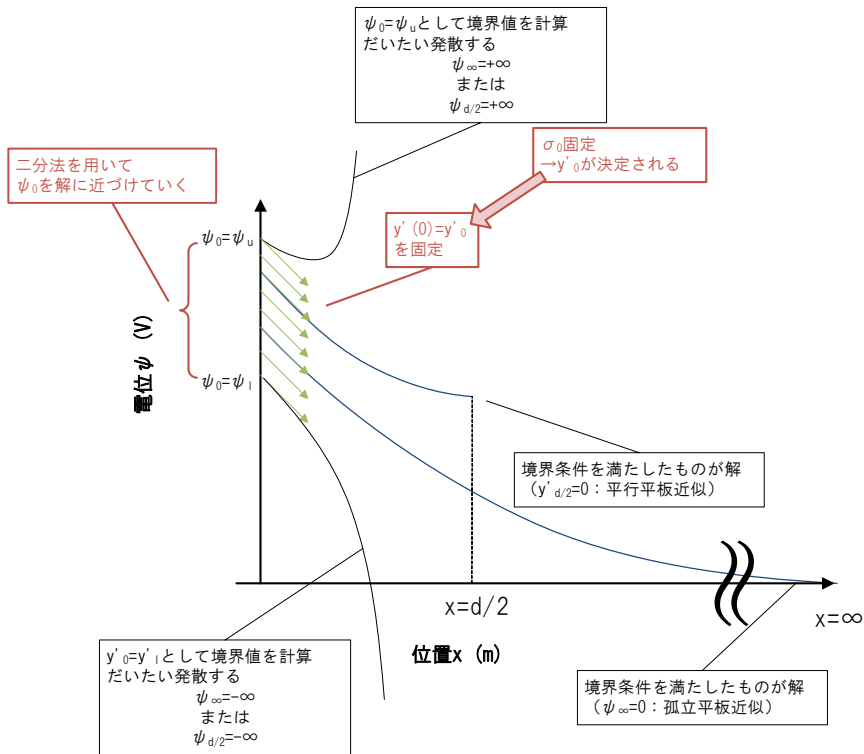 ψ₀=ψᵤとして境界値を計算
だいたい発散する
ψ∞=+∞
または
ψd/2=+∞
二分法を用いて
ψ₀を解に近づけていく
σ₀固定
→y'₀が決定される
y'(0)=y'₀
を固定
ψ₀=ψᵤ
電位ψ (V)
ψ₀=ψₗ
境界条件を満たしたものが解
（y'd/2=0：平行平板近似）
x=d/2
x=∞
位置x (m)
y'₀=y'ₗとして境界値を計算
だいたい発散する
ψ∞=-∞
または
ψd/2=-∞
境界条件を満たしたものが解
（ψ∞=0：孤立平板近似）